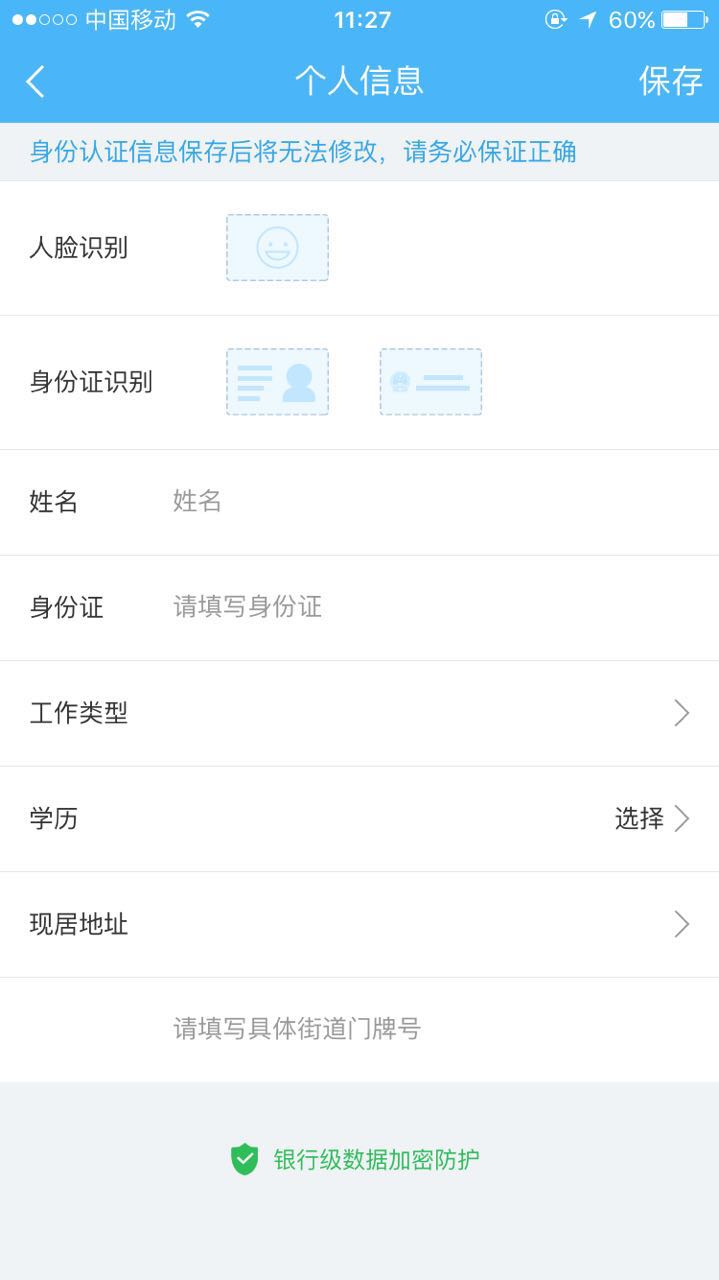 中国移动 11:27 60%
个人信息 保存
身份认证信息保存后将无法修改，请务必保证正确
人脸识别
身份证识别
姓名 姓名
身份证 请填写身份证
工作类型
学历 选择
现居地址
请填写具体街道门牌号
银行级数据加密防护